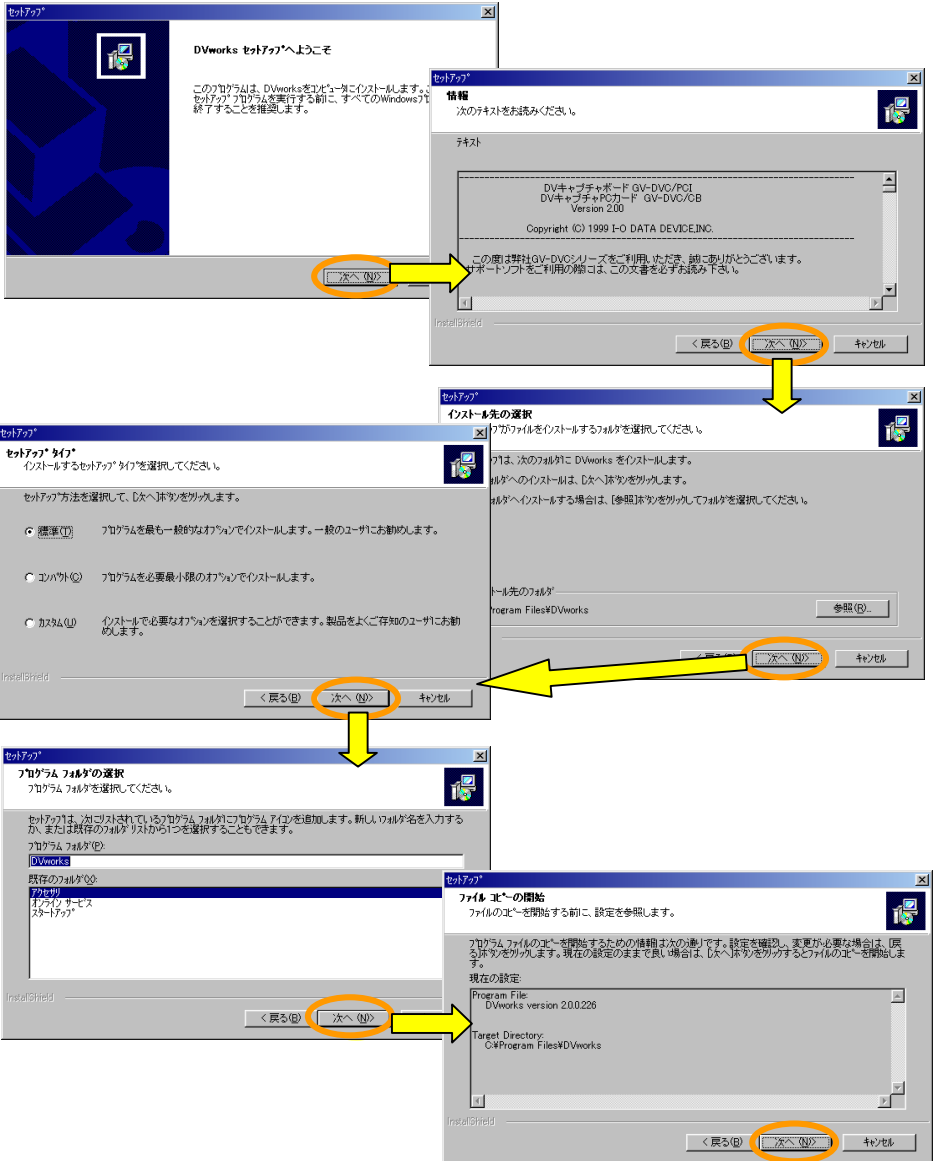 セットアップ
DVworks セットアップへようこそ
このプログラムは、DVworksをコンピュータにインストールします。
セットアップ プログラムを実行する前に、すべてのWindowsプ
終了することを推奨します。
次へ (N)>
セットアップ
情報
次のテキストをお読みください。
テキスト
DVキャプチャボード GV-DVC/PCI
DVキャプチャPCカード GV-DVC/CB
Version 2.00
Copyright (C) 1999 I-O DATA DEVICE,INC.
この度は弊社GV-DVCシリーズをご利用いただき、誠にありがとうございます。
サポートソフトをご利用の際には、この文書を必ずお読み下さい。
InstallShield
< 戻る(B)
次へ (N)>
キャンセル
セットアップ
インストール先の選択
プがファイルをインストールするフォルダを選択してください。
ップは、次のフォルダに DVworks をインストールします。
ォルダへのインストールは、[次へ]ボタンをクリックします。
ォルダへインストールする場合は、[参照]ボタンをクリックしてフォルダを選択してください。
トール先のフォルダ
rogram Files¥DVworks
参照(R)...
次へ (N)>
キャンセル
セットアップ
セットアップ タイプ
インストールするセットアップ タイプを選択してください。
セットアップ方法を選択して、[次へ]ボタンをクリックします。
標準(T)
プログラムを最も一般的なオプションでインストールします。一般のユーザにお勧めします。
コンパクト(C)
プログラムを必要最小限のオプションでインストールします。
カスタム(U)
インストールで必要なオプションを選択することができます。製品をよくご存知のユーザにお勧
めします。
InstallShield
< 戻る(B)
次へ (N)>
キャンセル
セットアップ
プログラム フォルダの選択
プログラム フォルダを選択してください。
セットアップは、次にリストされているプログラム フォルダにプログラム アイコンを追加します。新しいフォルダ名を入力する
か、または既存のフォルダ リストから1つを選択することもできます。
プログラム フォルダ(P):
DVworks
既存のフォルダ(X):
アクセサリ
オンライン サービス
スタートアップ
InstallShield
< 戻る(B)
次へ (N)>
セットアップ
ファイル コピーの開始
ファイルのコピーを開始する前に、設定を参照します。
プログラム ファイルのコピーを開始するための情報は次の通りです。設定を確認し、変更が必要な場合は、[戻
る]ボタンをクリックします。現在の設定のままで良い場合は、[次へ]ボタンをクリックするとファイルのコピーを開始しま
す。
現在の設定:
Program File:
DVworks version 2.0.0.226
Target Directory:
C:¥Program Files¥DVworks
InstallShield
< 戻る(B)
次へ (N)>
キャンセル